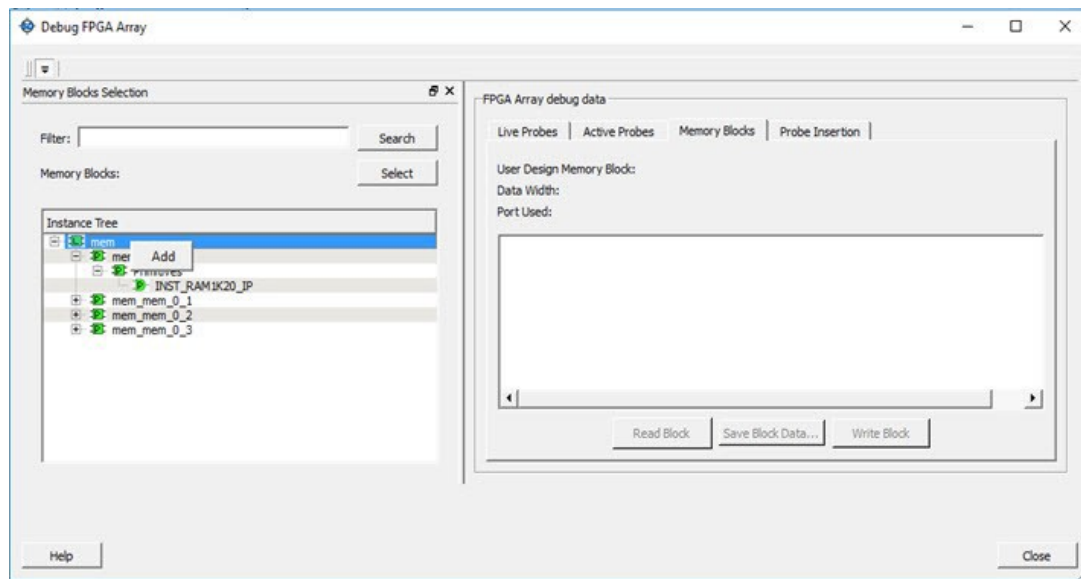 Debug FPGA Array
Memory Blocks Selection
Filter:
Search
Memory Blocks:
Select
Instance Tree
mem
Add
Primitives
INST_RAM1K20_IP
mem_mem_0_1
mem_mem_0_2
mem_mem_0_3
FPGA Array debug data
Live Probes Active Probes Memory Blocks Probe Insertion
User Design Memory Block:
Data Width:
Port Used:
Read Block Save Block Data... Write Block
Help
Close